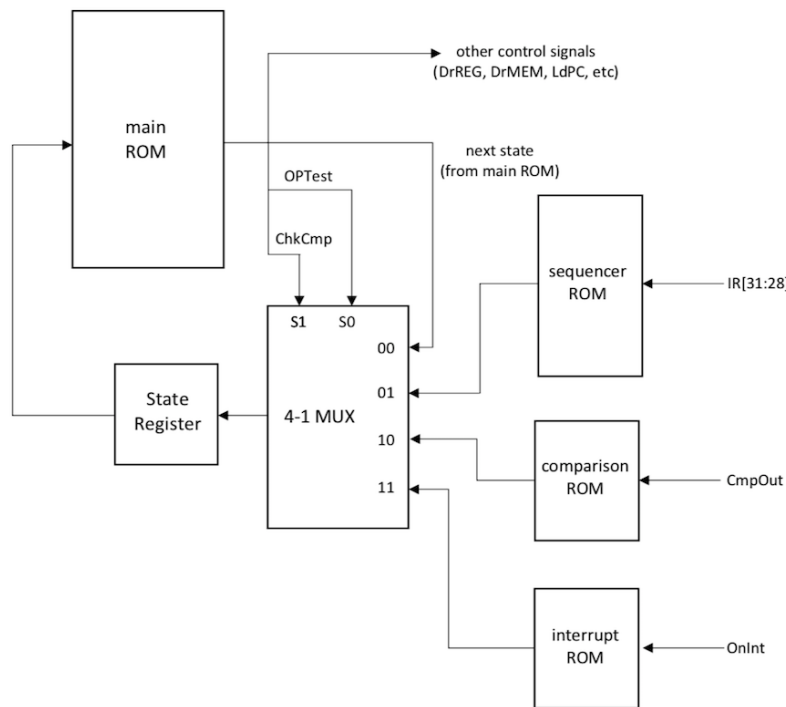 other control signals
(DrREG, DrMEM, LdPC, etc)
main
ROM
next state
(from main ROM)
OPTest
ChkCmp
sequencer
ROM
IR[31:28]
S1 S0
00
01
State
Register
4-1 MUX
10
11
comparison
ROM
CmpOut
interrupt
ROM
OnInt